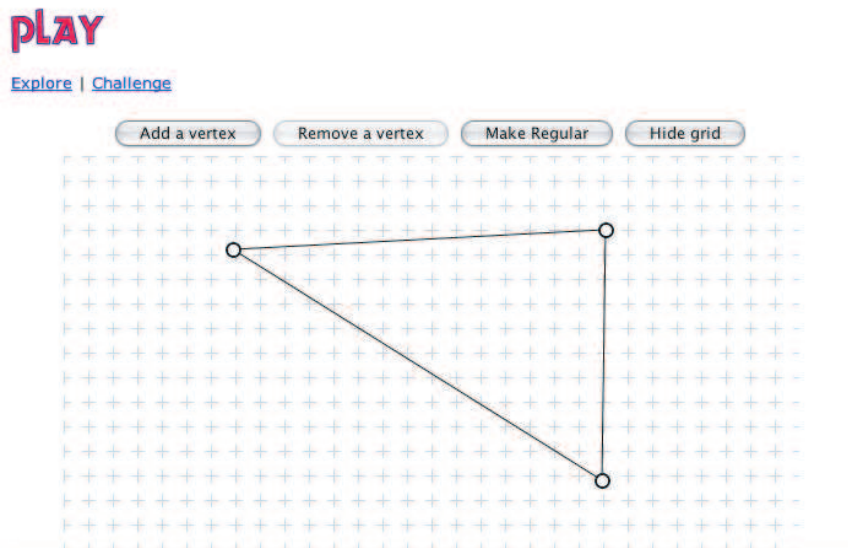 PLAY
Explore | Challenge
Add a vertex Remove a vertex Make Regular Hide grid